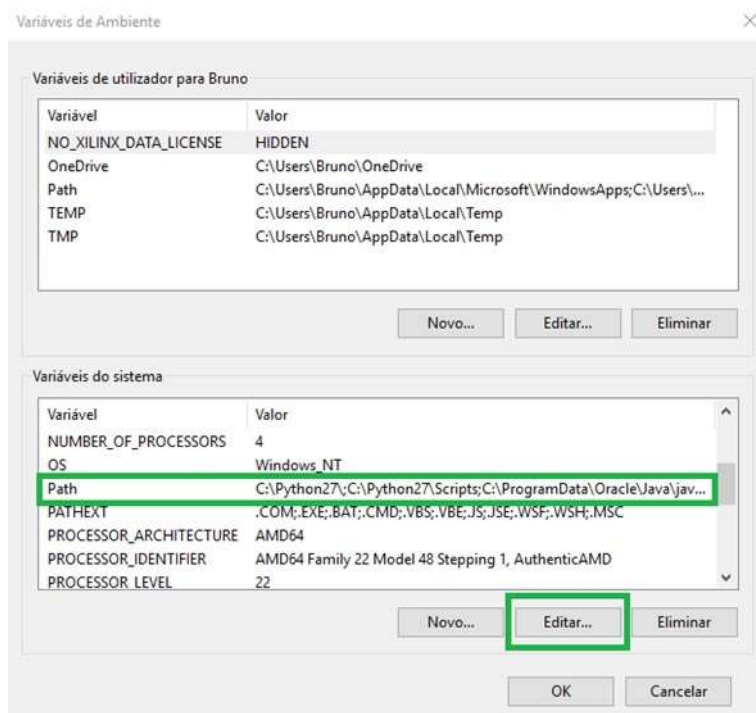 Variáveis de Ambiente
Variáveis de utilizador para Bruno
Variável Valor
NO_XILINX_DATA_LICENSE HIDDEN
OneDrive C:\Users\Bruno\OneDrive
Path C:\Users\Bruno\AppData\Local\Microsoft\WindowsApps;C:\Users\...
TEMP C:\Users\Bruno\AppData\Local\Temp
TMP C:\Users\Bruno\AppData\Local\Temp
Novo... Editar... Eliminar
Variáveis do sistema
Variável Valor
NUMBER_OF_PROCESSORS 4
OS Windows_NT
Path C:\Python27\;C:\Python27\Scripts;C:\ProgramData\Oracle\Java\jav...
PATHEXT .COM;.EXE;.BAT;.CMD;.VBS;.VBE;.JS;.JSE;.WSF;.WSH;.MSC
PROCESSOR_ARCHITECTURE AMD64
PROCESSOR_IDENTIFIER AMD64 Family 22 Model 48 Stepping 1, AuthenticAMD
PROCESSOR_LEVEL 22
Novo... Editar... Eliminar
OK Cancelar